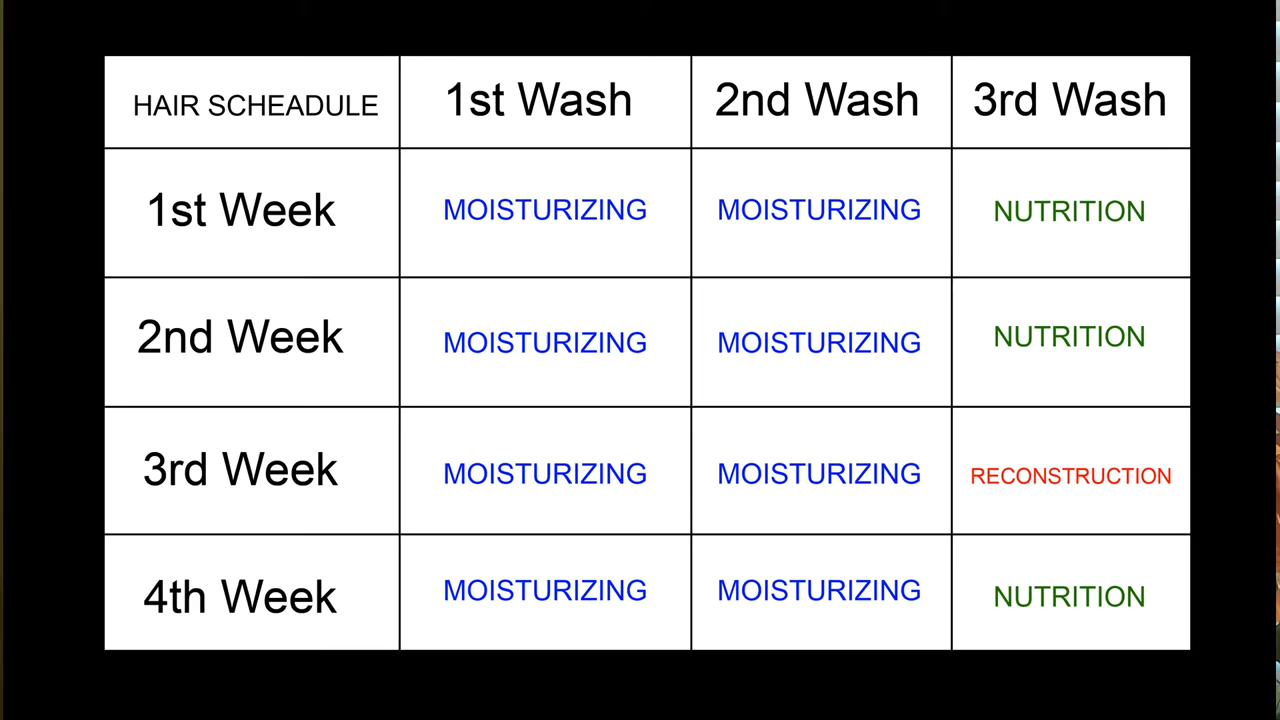 HAIR SCHEADULE 1st Wash 2nd Wash 3rd Wash
1st Week MOISTURIZING MOISTURIZING NUTRITION
2nd Week MOISTURIZING MOISTURIZING NUTRITION
3rd Week MOISTURIZING MOISTURIZING RECONSTRUCTION
4th Week MOISTURIZING MOISTURIZING NUTRITION